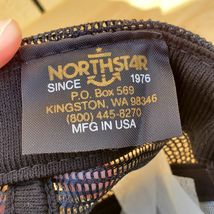 NORTHSTAR
SINCE 1976
P.O. Box 569
KINGSTON, WA 98346
(800) 445-8270
MFG IN USA